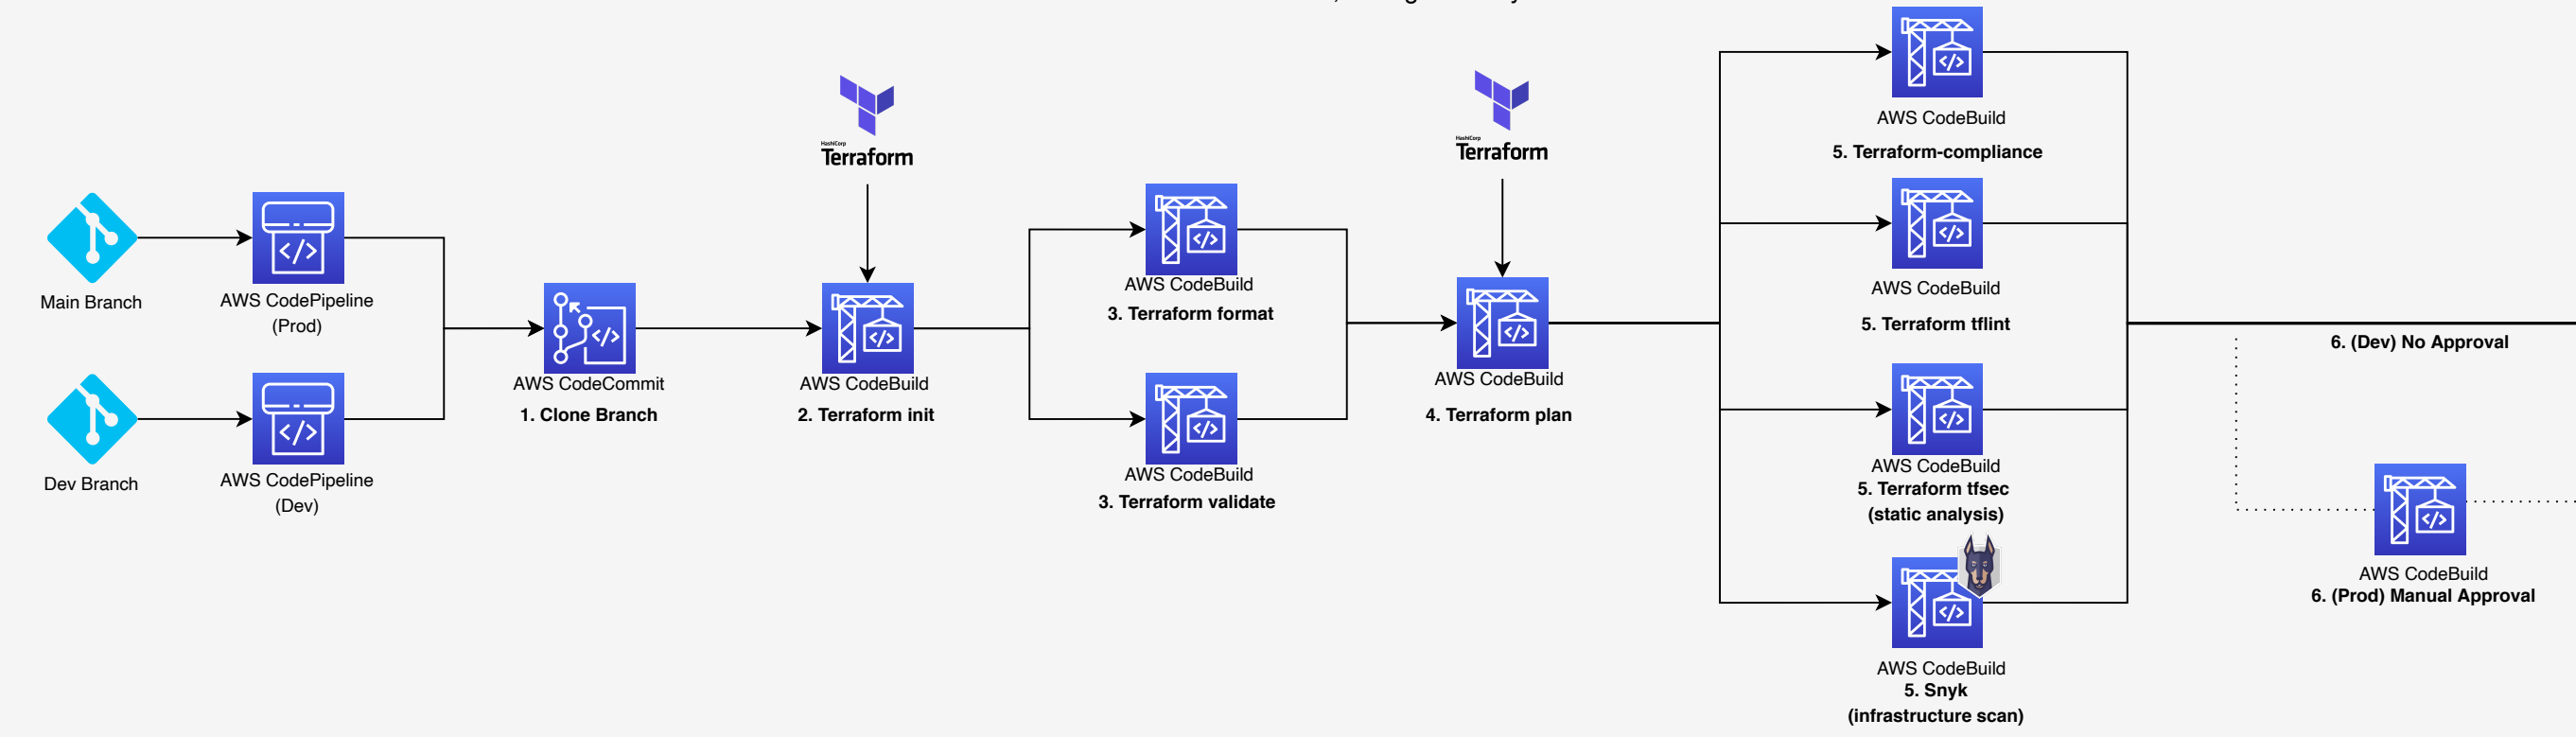 HashiCorp
Terraform
HashiCorp
Terraform
Main Branch
AWS CodePipeline
(Prod)
Dev Branch
AWS CodePipeline
(Dev)
AWS CodeCommit
1. Clone Branch
AWS CodeBuild
2. Terraform init
AWS CodeBuild
3. Terraform format
AWS CodeBuild
3. Terraform validate
AWS CodeBuild
4. Terraform plan
AWS CodeBuild
5. Terraform-compliance
AWS CodeBuild
5. Terraform tflint
AWS CodeBuild
5. Terraform tfsec
(static analysis)
AWS CodeBuild
5. Snyk
(infrastructure scan)
6. (Dev) No Approval
AWS CodeBuild
6. (Prod) Manual Approval